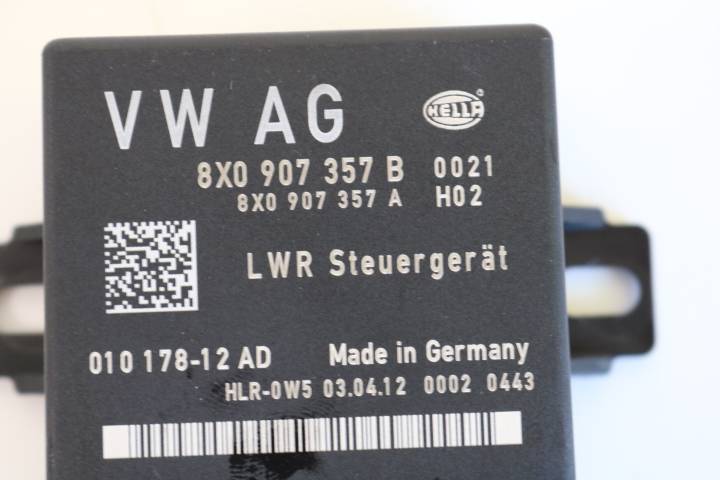 VW AG HELLA
8X0 907 357 B 0021
8X0 907 357 A H02
LWR Steuergerät
010 178-12 AD Made in Germany
HLR-0W5 03.04.12 0002 0443